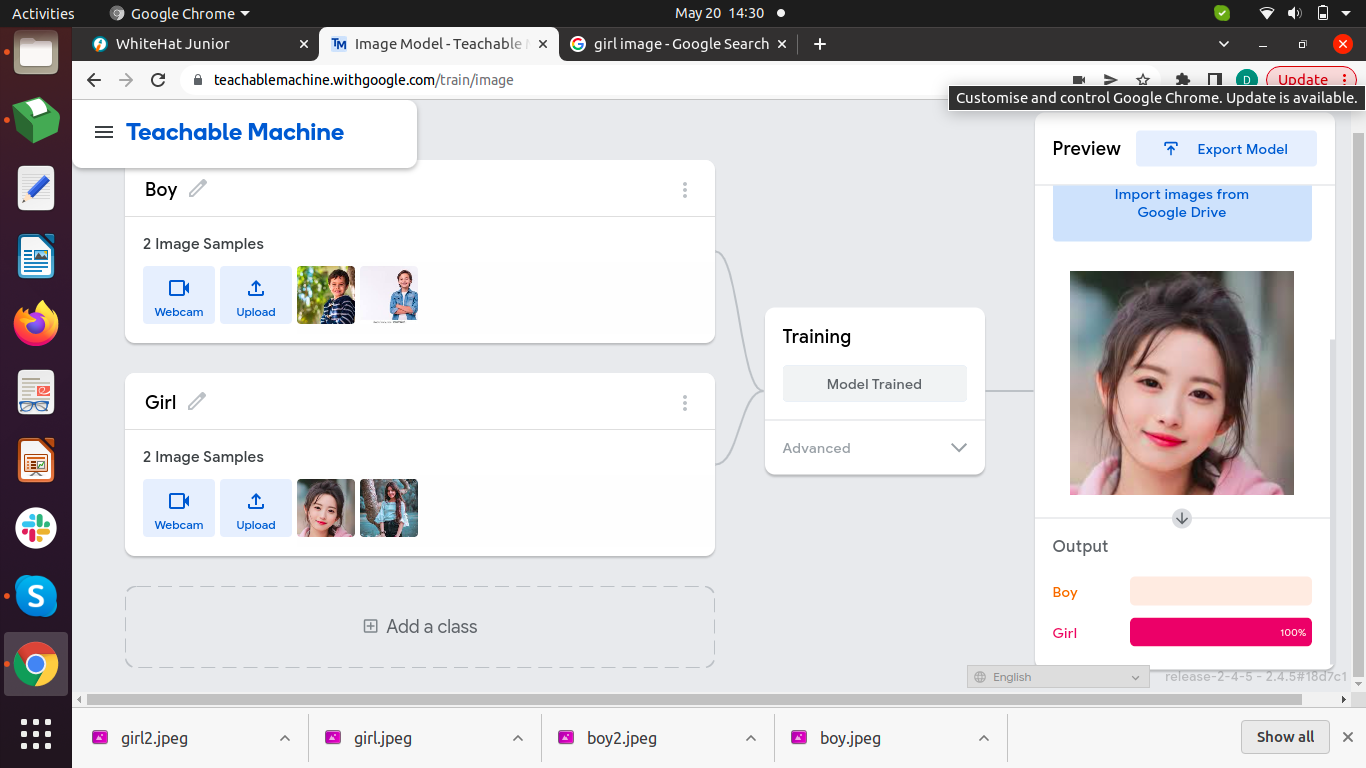 Activities
Google Chrome
May 20 14:30
WhiteHat Junior
Image Model - Teachable
girl image - Google Search
teachablemachine.withgoogle.com/train/image
D
Update
Customise and control Google Chrome. Update is available.
Teachable Machine
Preview
Export Model
Import images from
Google Drive
Boy
2 Image Samples
Webcam
Upload
Girl
2 Image Samples
Webcam
Upload
Training
Model Trained
Advanced
Add a class
Output
Boy
Girl
100%
English
release-2-4-5 - 2.4.5#18d7c1
girl2.jpeg
girl.jpeg
boy2.jpeg
boy.jpeg
Show all